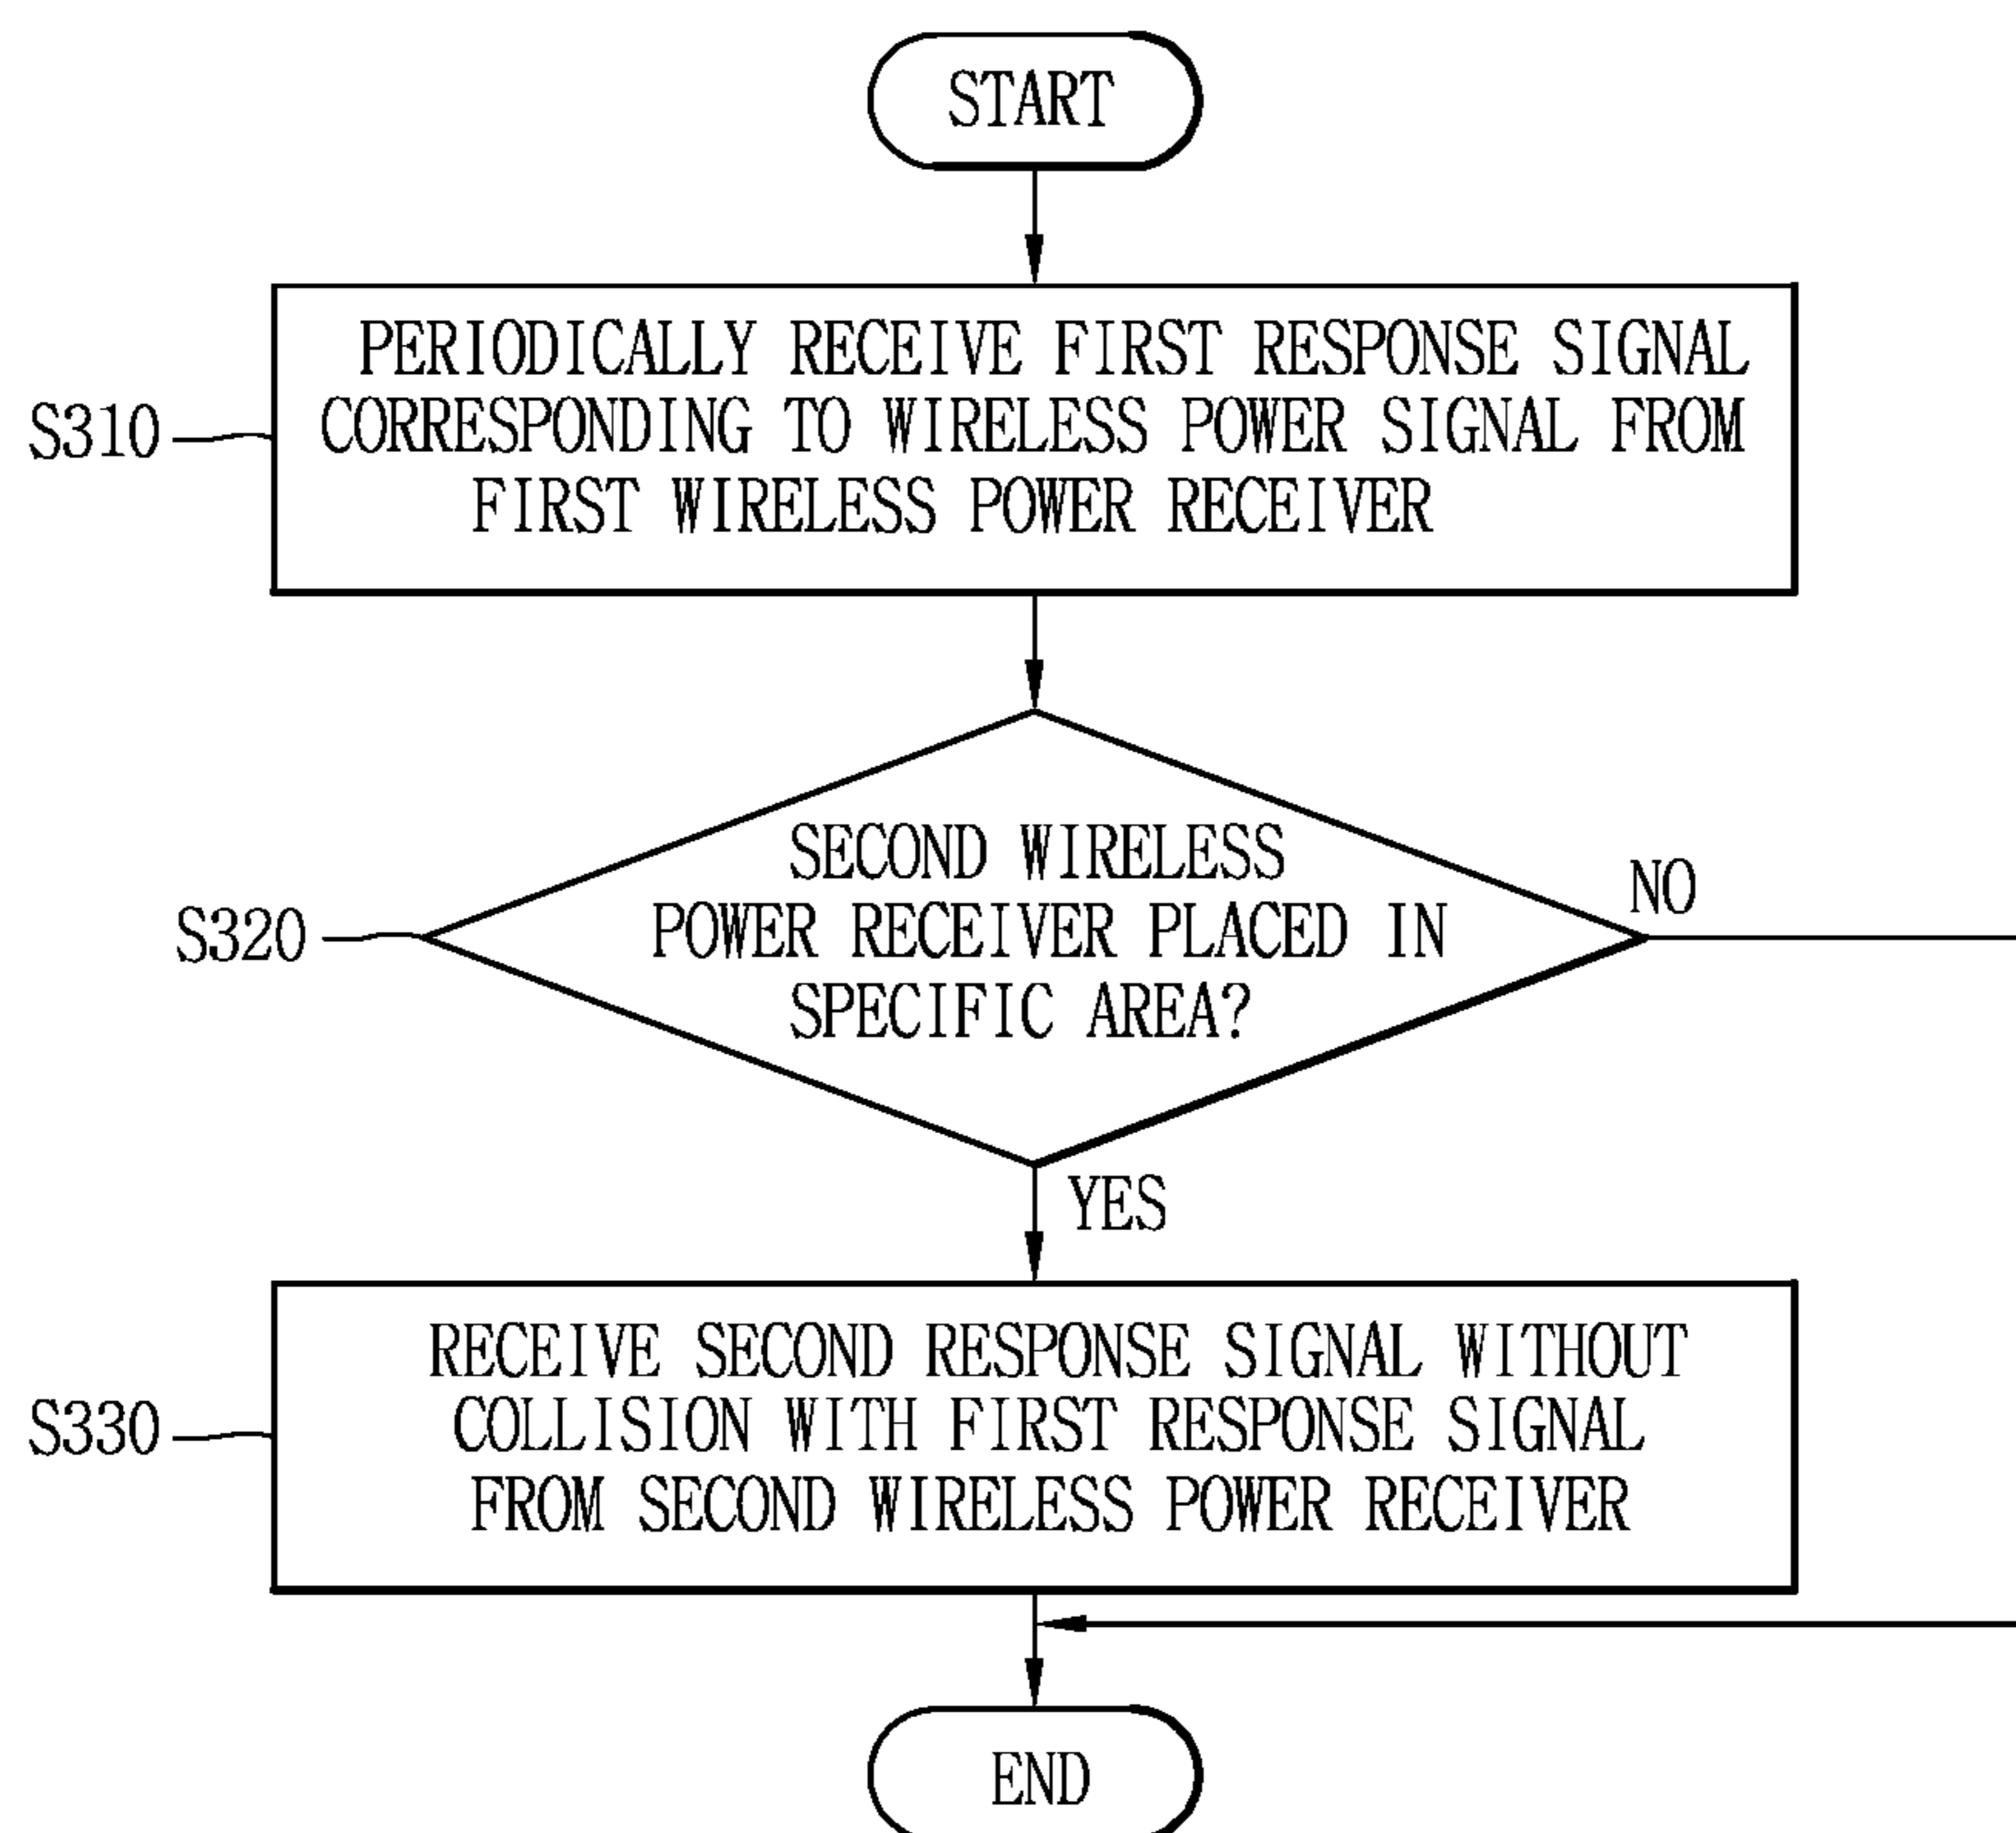 START
S310
PERIODICALLY RECEIVE FIRST RESPONSE SIGNAL
CORRESPONDING TO WIRELESS POWER SIGNAL FROM
FIRST WIRELESS POWER RECEIVER
S320
SECOND WIRELESS
POWER RECEIVER PLACED IN
SPECIFIC AREA?
NO
YES
S330
RECEIVE SECOND RESPONSE SIGNAL WITHOUT
COLLISION WITH FIRST RESPONSE SIGNAL
FROM SECOND WIRELESS POWER RECEIVER
END